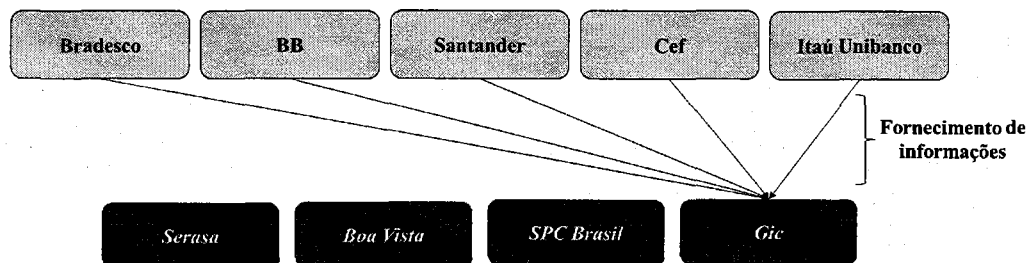 Bradesco
BB
Santander
Cef
Itaú Unibanco
Fornecimento de
informações
Serasa
Boa Vista
SPC Brasil
Gic